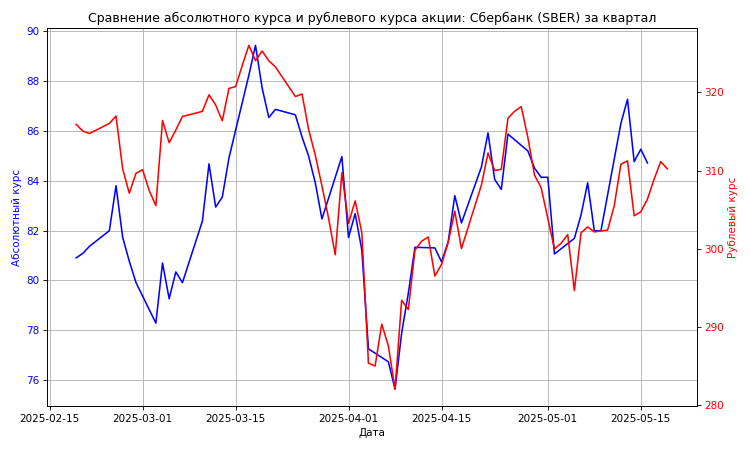 Сравнение абсолютного курса и рублевого курса акции: Сбербанк (SBER) за квартал
Абсолютный курс
90
88
86
84
82
80
78
76
320
310
300
290
280
Рублевый курс
2025-02-15 2025-03-01 2025-03-15 2025-04-01 2025-04-15 2025-05-01 2025-05-15
Дата